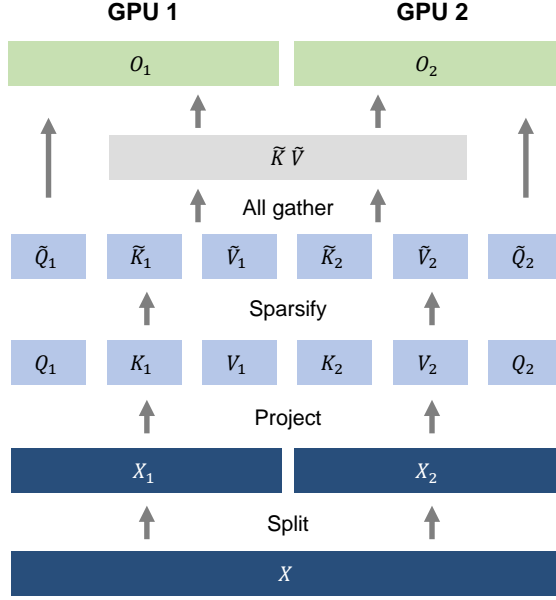 GPU 1 GPU 2
O₁ O₂
K̃ Ṽ
All gather
Q̃₁ K̃₁ Ṽ₁ K̃₂ Ṽ₂ Q̃₂
Sparsify
Q₁ K₁ V₁ K₂ V₂ Q₂
Project
X₁ X₂
Split
X